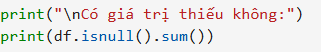 print("\nCó giá trị thiếu không:")
print(df.isnull().sum())